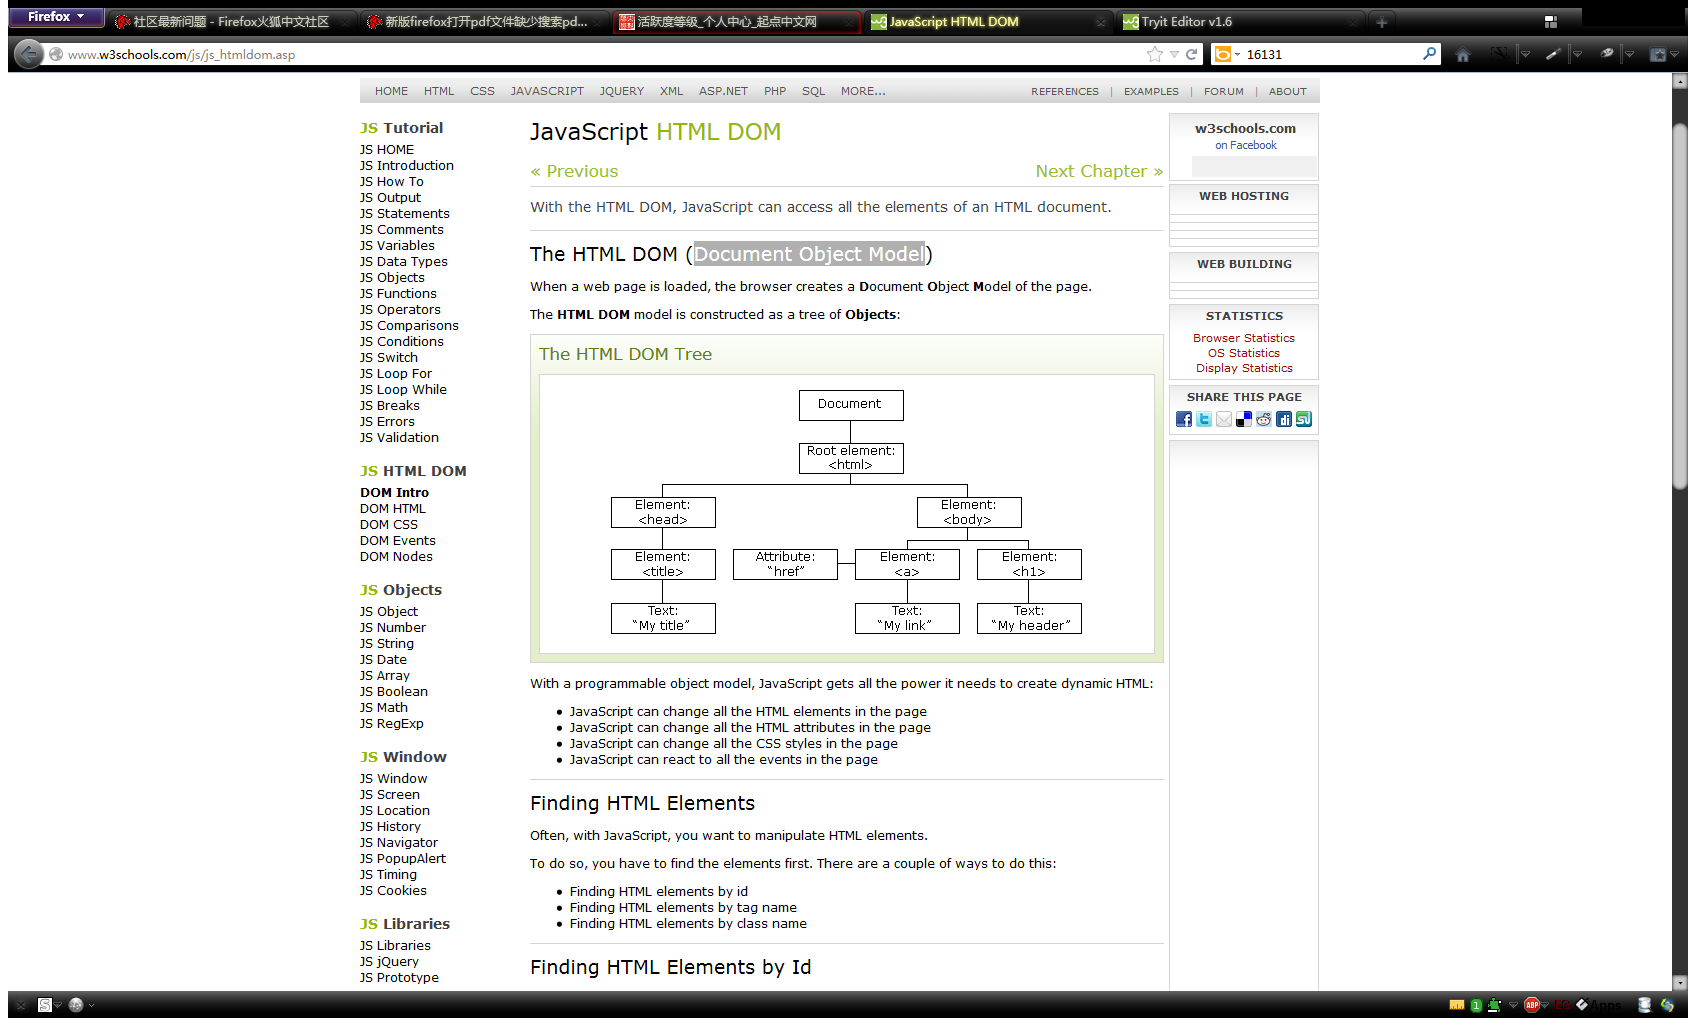 Firefox
社区最新问题 - Firefox火狐中文社区
新版firefox打开pdf文件缺少搜索pd...
活跃度等级_个人中心_起点中文网
JavaScript HTML DOM
Tryit Editor v1.6
www.w3schools.com/js/js_htmldom.asp
16131
HOME HTML CSS JAVASCRIPT JQUERY XML ASP.NET PHP SQL MORE...
REFERENCES | EXAMPLES | FORUM | ABOUT
JS Tutorial
JS HOME
JS Introduction
JS How To
JS Output
JS Statements
JS Comments
JS Variables
JS Data Types
JS Objects
JS Functions
JS Operators
JS Comparisons
JS Conditions
JS Switch
JS Loop For
JS Loop While
JS Breaks
JS Errors
JS Validation
JS HTML DOM
DOM Intro
DOM HTML
DOM CSS
DOM Events
DOM Nodes
JS Objects
JS Object
JS Number
JS String
JS Date
JS Array
JS Boolean
JS Math
JS RegExp
JS Window
JS Window
JS Screen
JS Location
JS History
JS Navigator
JS PopupAlert
JS Timing
JS Cookies
JS Libraries
JS Libraries
JS jQuery
JS Prototype
JavaScript HTML DOM
« Previous
Next Chapter »
With the HTML DOM, JavaScript can access all the elements of an HTML document.
The HTML DOM (Document Object Model)
When a web page is loaded, the browser creates a Document Object Model of the page.
The HTML DOM model is constructed as a tree of Objects:
The HTML DOM Tree
Document
Root element:
<html>
Element:
<head>
Element:
<body>
Element:
<title>
Attribute:
“href”
Element:
<a>
Element:
<h1>
Text:
“My title”
Text:
“My link”
Text:
“My header”
With a programmable object model, JavaScript gets all the power it needs to create dynamic HTML:
• JavaScript can change all the HTML elements in the page
• JavaScript can change all the HTML attributes in the page
• JavaScript can change all the CSS styles in the page
• JavaScript can react to all the events in the page
Finding HTML Elements
Often, with JavaScript, you want to manipulate HTML elements.
To do so, you have to find the elements first. There are a couple of ways to do this:
• Finding HTML elements by id
• Finding HTML elements by tag name
• Finding HTML elements by class name
Finding HTML Elements by Id
w3schools.com
on Facebook
WEB HOSTING
WEB BUILDING
STATISTICS
Browser Statistics
OS Statistics
Display Statistics
SHARE THIS PAGE
1
ABP
Apps